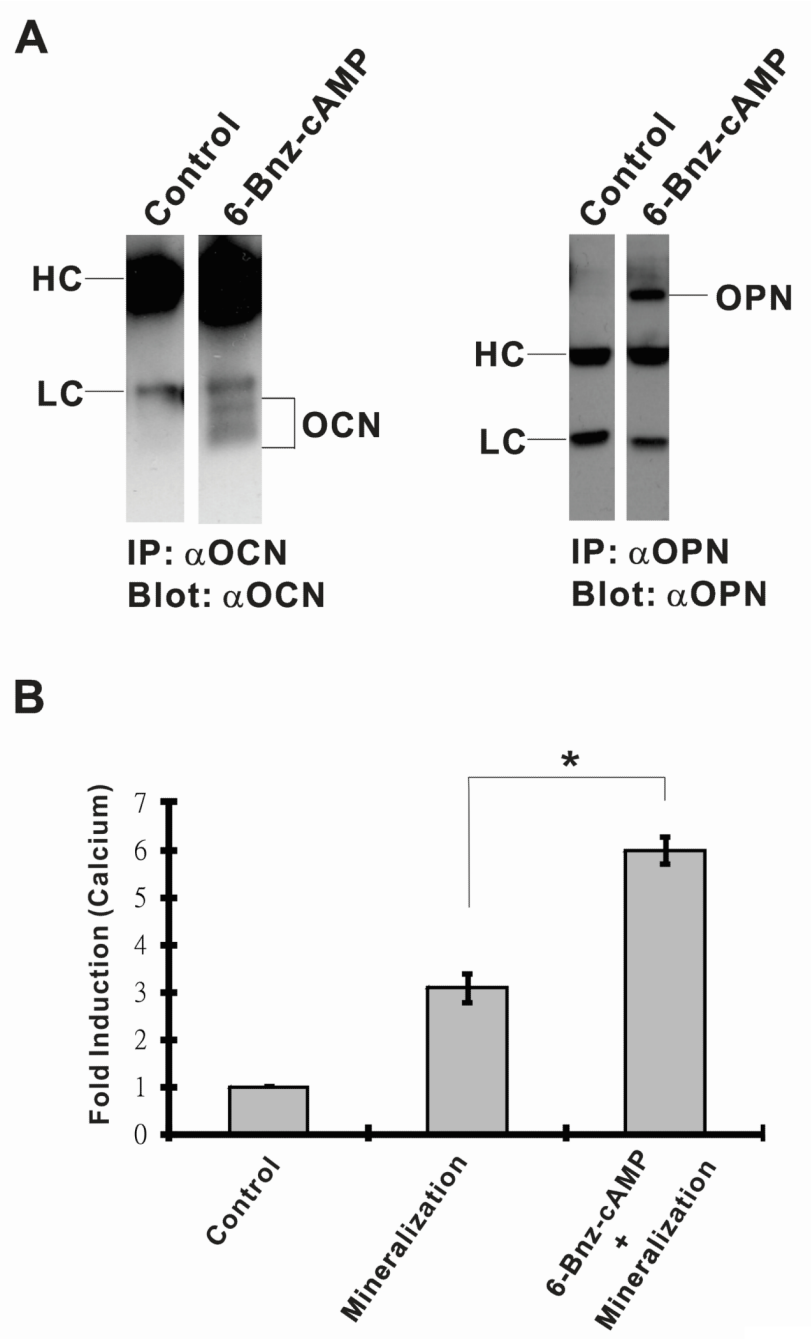 A
Control
6-Bnz-cAMP
HC
LC
OCN
IP: αOCN
Blot: αOCN
Control
6-Bnz-cAMP
OPN
HC
LC
IP: αOPN
Blot: αOPN
B
*
Fold Induction (Calcium)
7
6
5
4
3
2
1
0
Control
Mineralization
6-Bnz-cAMP
+
Mineralization